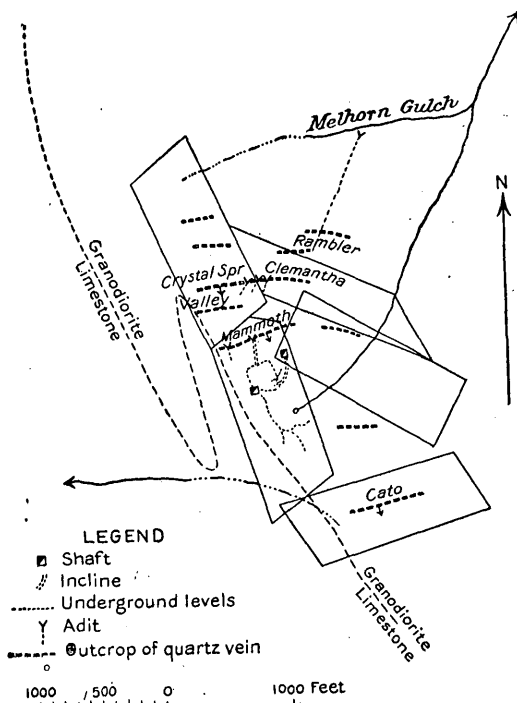 N
Melhorn Gulch
Granodiorite
Limestone
Rambler
Crystal Spr
Clemantha
Valley
Mammoth
Cato
Granodiorite
Limestone
LEGEND
Shaft
Incline
Underground levels
Adit
Outcrop of quartz vein
1000 500 0 1000 Feet